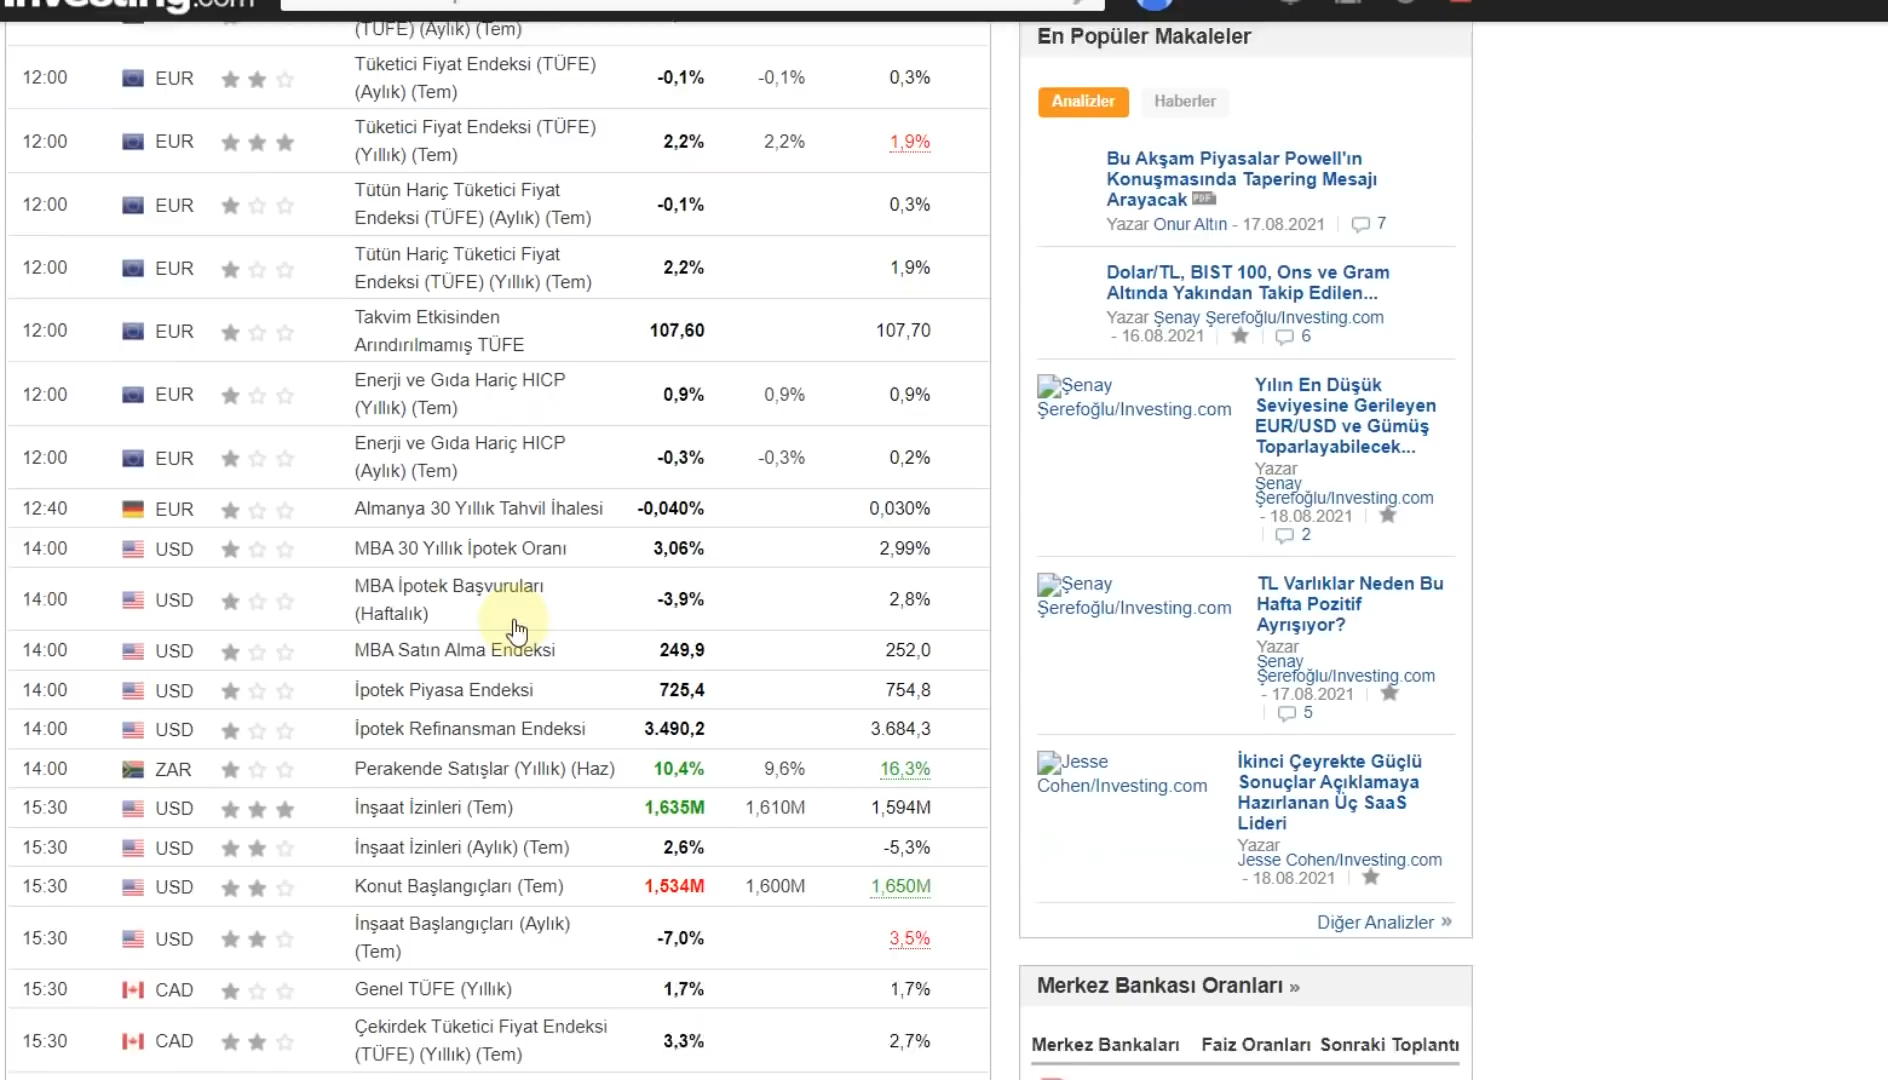 Investing.com
(TÜFE) (Aylık) (Tem)
12:00 EUR Tüketici Fiyat Endeksi (TÜFE) (Aylık) (Tem) -0,1% -0,1% 0,3%
12:00 EUR Tüketici Fiyat Endeksi (TÜFE) (Yıllık) (Tem) 2,2% 2,2% 1,9%
12:00 EUR Tütün Hariç Tüketici Fiyat Endeksi (TÜFE) (Aylık) (Tem) -0,1% 0,3%
12:00 EUR Tütün Hariç Tüketici Fiyat Endeksi (TÜFE) (Yıllık) (Tem) 2,2% 1,9%
12:00 EUR Takvim Etkisinden Arındırılmamış TÜFE 107,60 107,70
12:00 EUR Enerji ve Gıda Hariç HICP (Yıllık) (Tem) 0,9% 0,9% 0,9%
12:00 EUR Enerji ve Gıda Hariç HICP (Aylık) (Tem) -0,3% -0,3% 0,2%
12:40 EUR Almanya 30 Yıllık Tahvil İhalesi -0,040% 0,030%
14:00 USD MBA 30 Yıllık İpotek Oranı 3,06% 2,99%
14:00 USD MBA İpotek Başvuruları (Haftalık) -3,9% 2,8%
14:00 USD MBA Satın Alma Endeksi 249,9 252,0
14:00 USD İpotek Piyasa Endeksi 725,4 754,8
14:00 USD İpotek Refinansman Endeksi 3.490,2 3.684,3
14:00 ZAR Perakende Satışlar (Yıllık) (Haz) 10,4% 9,6% 16,3%
15:30 USD İnşaat İzinleri (Tem) 1,635M 1,610M 1,594M
15:30 USD İnşaat İzinleri (Aylık) (Tem) 2,6% -5,3%
15:30 USD Konut Başlangıçları (Tem) 1,534M 1,600M 1,650M
15:30 USD İnşaat Başlangıçları (Aylık) (Tem) -7,0% 3,5%
15:30 CAD Genel TÜFE (Yıllık) 1,7% 1,7%
15:30 CAD Çekirdek Tüketici Fiyat Endeksi (TÜFE) (Yıllık) (Tem) 3,3% 2,7%
En Popüler Makaleler
Analizler Haberler
Bu Akşam Piyasalar Powell'ın
Konuşmasında Tapering Mesajı
Arayacak PDF
Yazar Onur Altın - 17.08.2021 7
Dolar/TL, BIST 100, Ons ve Gram
Altında Yakından Takip Edilen...
Yazar Şenay Şerefoğlu/Investing.com
- 16.08.2021 6
Şenay
Şerefoğlu/Investing.com
Yılın En Düşük
Seviyesine Gerileyen
EUR/USD ve Gümüş
Toparlayabilecek...
Yazar
Şenay
Şerefoğlu/Investing.com
- 18.08.2021
2
Şenay
Şerefoğlu/Investing.com
TL Varlıklar Neden Bu
Hafta Pozitif
Ayrışıyor?
Yazar
Şenay
Şerefoğlu/Investing.com
- 17.08.2021
5
Jesse
Cohen/Investing.com
İkinci Çeyrekte Güçlü
Sonuçlar Açıklamaya
Hazırlanan Üç SaaS
Lideri
Yazar
Jesse Cohen/Investing.com
- 18.08.2021
Diğer Analizler »
Merkez Bankası Oranları »
Merkez Bankaları Faiz Oranları Sonraki Toplantı